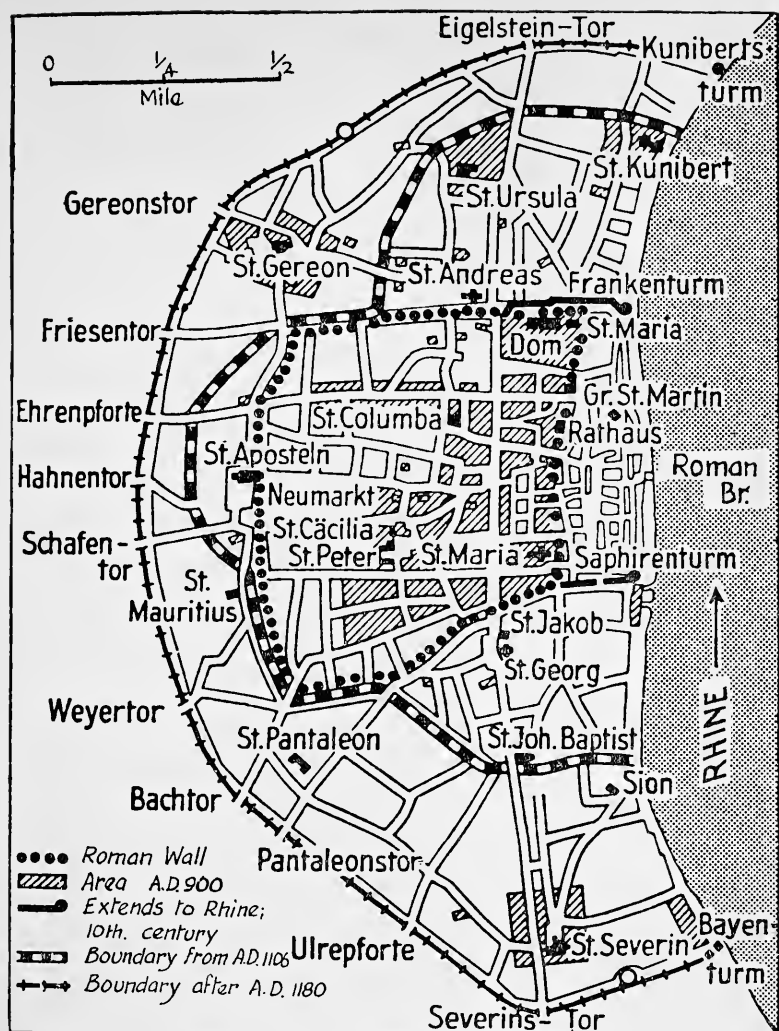 Eigelstein-Tor
Kuniberts
turm
0 1/4 1/2
Mile
St. Kunibert
St. Ursula
Gereonstor
St. Gereon
St. Andreas
Frankenturm
Friesentor
St. Maria
Dom
Gr. St. Martin
Ehrenpforte
St. Columba
Rathaus
St. Aposteln
Roman
Br.
Hahnentor
Neumarkt
St. Cäcilia
Schafen-
tor
St. Peter
St. Maria
Saphirenturm
St.
Mauritius
St. Jakob
St. Georg
RHINE
Weyertor
St. Pantaleon
St. Joh. Baptist
Sion
Bachtor
Pantaleonstor
Roman Wall
Area A.D. 900
Extends to Rhine;
10th. century
Boundary from A.D. 1106
Boundary after A.D. 1180
Ulrepforte
St. Severin
Bayen-
turm
Severins-Tor